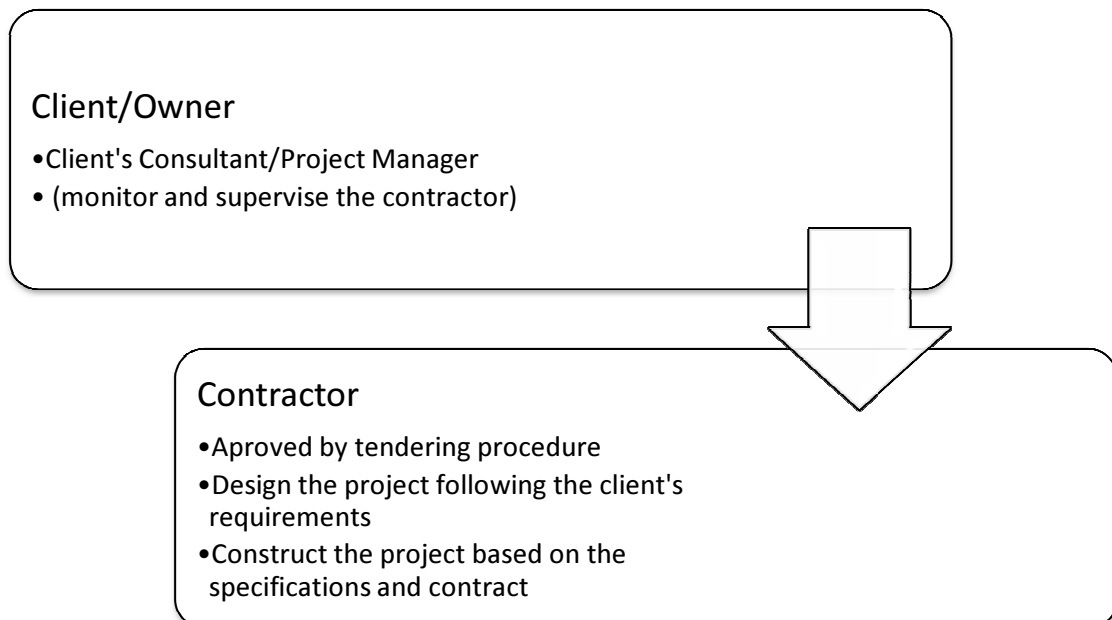 Client/Owner
•Client's Consultant/Project Manager
• (monitor and supervise the contractor)
Contractor
•Aproved by tendering procedure
•Design the project following the client's
requirements
•Construct the project based on the
specifications and contract